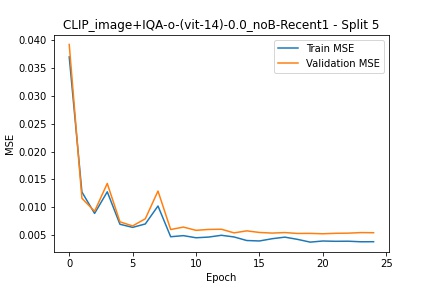 CLIP_image+IQA-o-(vit-14)-0.0_noB-Recent1 - Split 5
Train MSE
Validation MSE
MSE
0.040
0.035
0.030
0.025
0.020
0.015
0.010
0.005
0 5 10 15 20 25
Epoch